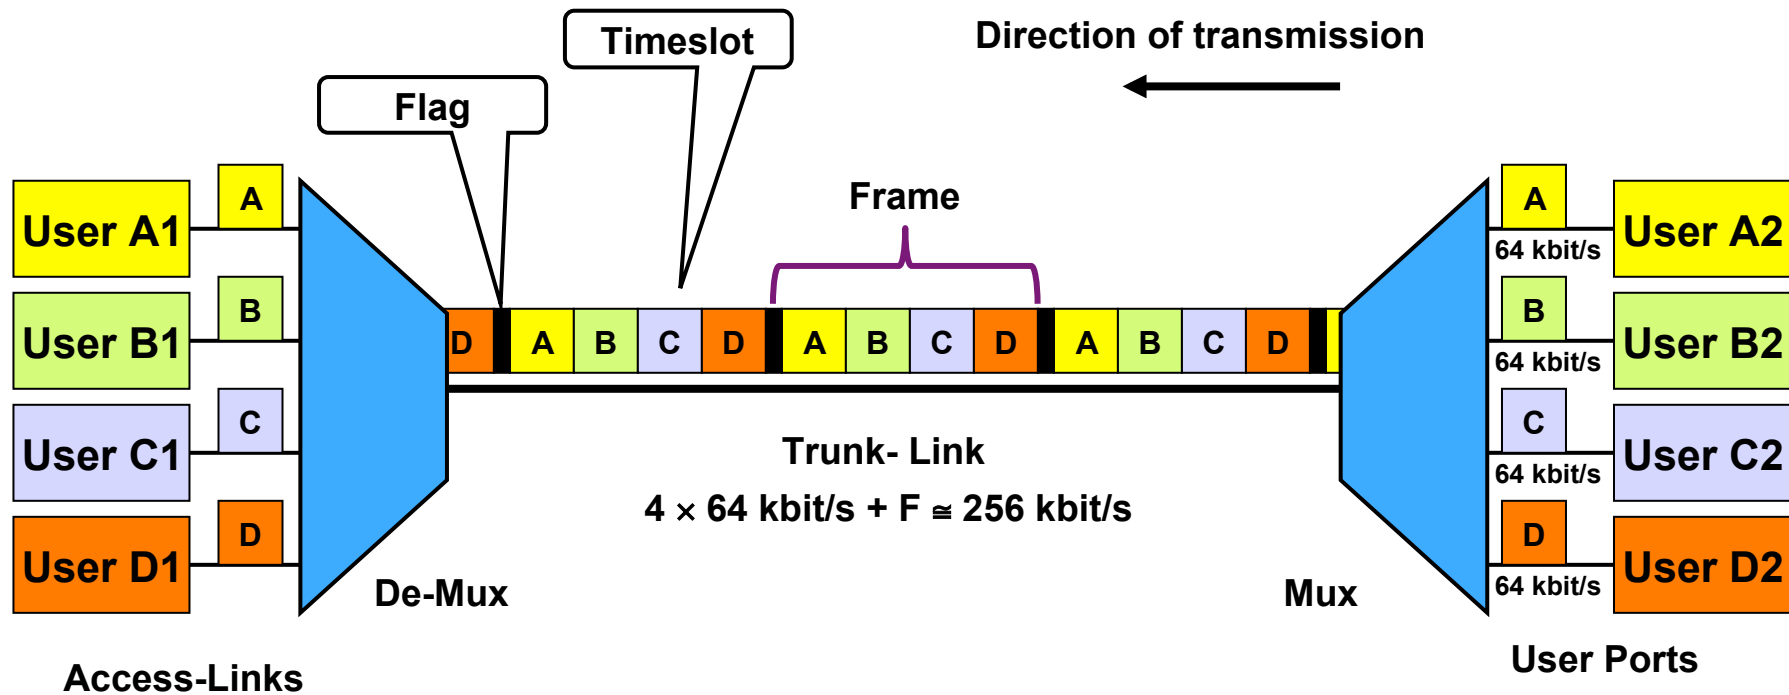 Timeslot
Direction of transmission
Flag
Frame
User A1
A
User B1
B
User C1
C
User D1
D
D A B C D A B C D A B C D
A
64 kbit/s
User A2
B
64 kbit/s
User B2
C
64 kbit/s
User C2
D
64 kbit/s
User D2
Trunk- Link
4 × 64 kbit/s + F ≅ 256 kbit/s
De-Mux
Mux
Access-Links
User Ports